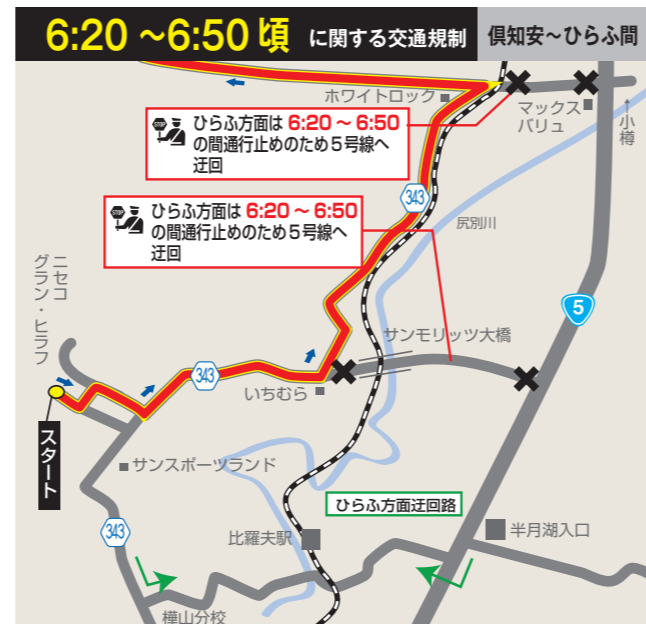 6:20 ～6:50 頃 に関する交通規制 倶知安～ひらふ間
ホワイトロック
マックス
バリュ
↑小樽
STOP
ひらふ方面は 6:20 ～ 6:50
の間通行止めのため５号線へ
迂回
343
STOP
ひらふ方面は 6:20 ～ 6:50
の間通行止めのため５号線へ
迂回
尻別川
ニセコ
グラン・ヒラフ
5
サンモリッツ大橋
343
いちむら
スタート
サンスポーツランド
ひらふ方面迂回路
343
比羅夫駅
半月湖入口
樺山分校